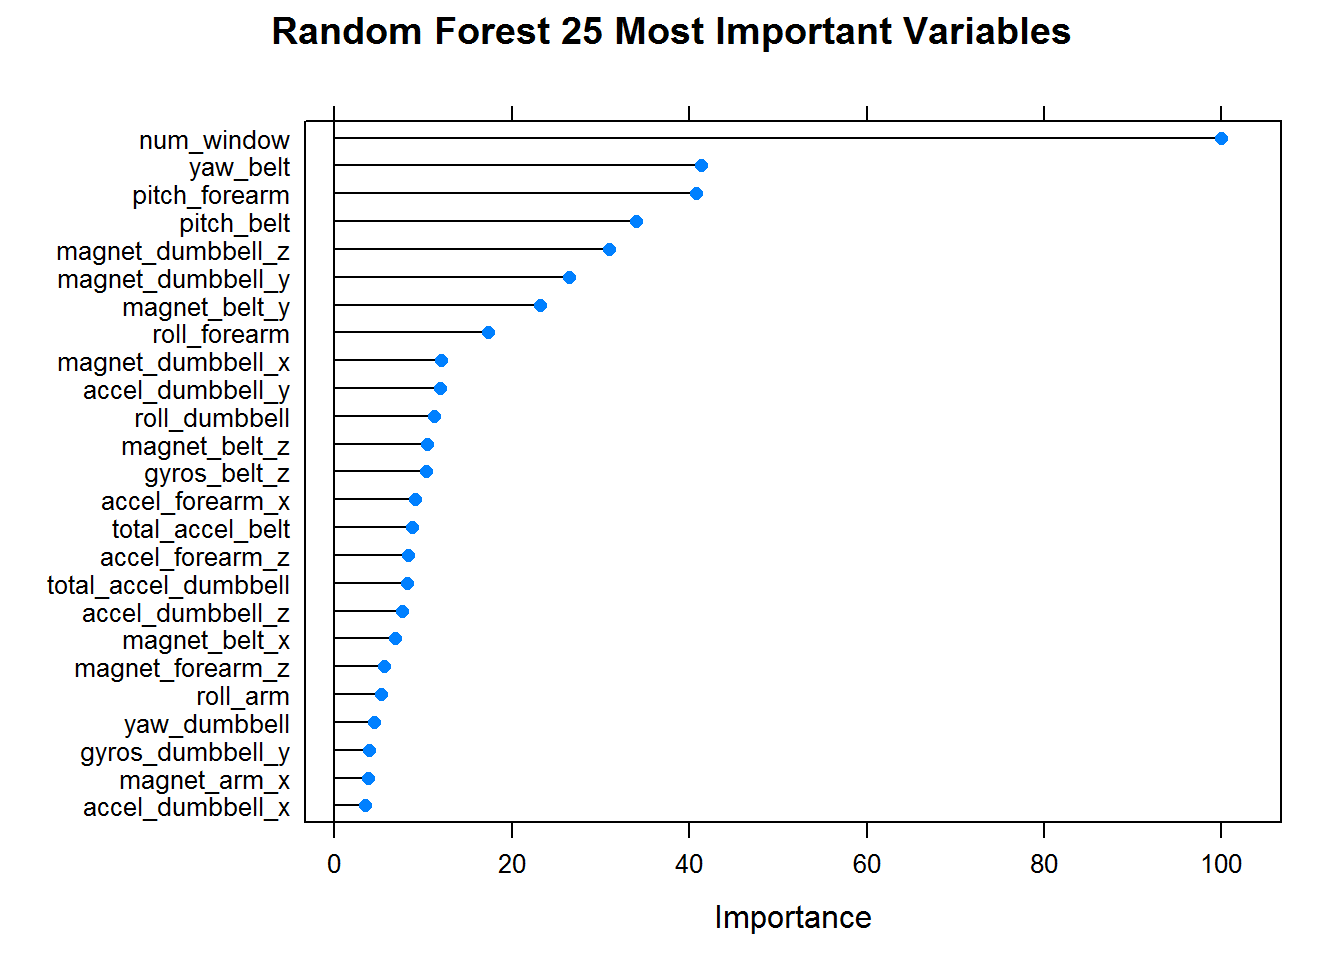 Random Forest 25 Most Important Variables
num_window
yaw_belt
pitch_forearm
pitch_belt
magnet_dumbbell_z
magnet_dumbbell_y
magnet_belt_y
roll_forearm
magnet_dumbbell_x
accel_dumbbell_y
roll_dumbbell
magnet_belt_z
gyros_belt_z
accel_forearm_x
total_accel_belt
accel_forearm_z
total_accel_dumbbell
accel_dumbbell_z
magnet_belt_x
magnet_forearm_z
roll_arm
yaw_dumbbell
gyros_dumbbell_y
magnet_arm_x
accel_dumbbell_x
0 20 40 60 80 100
Importance